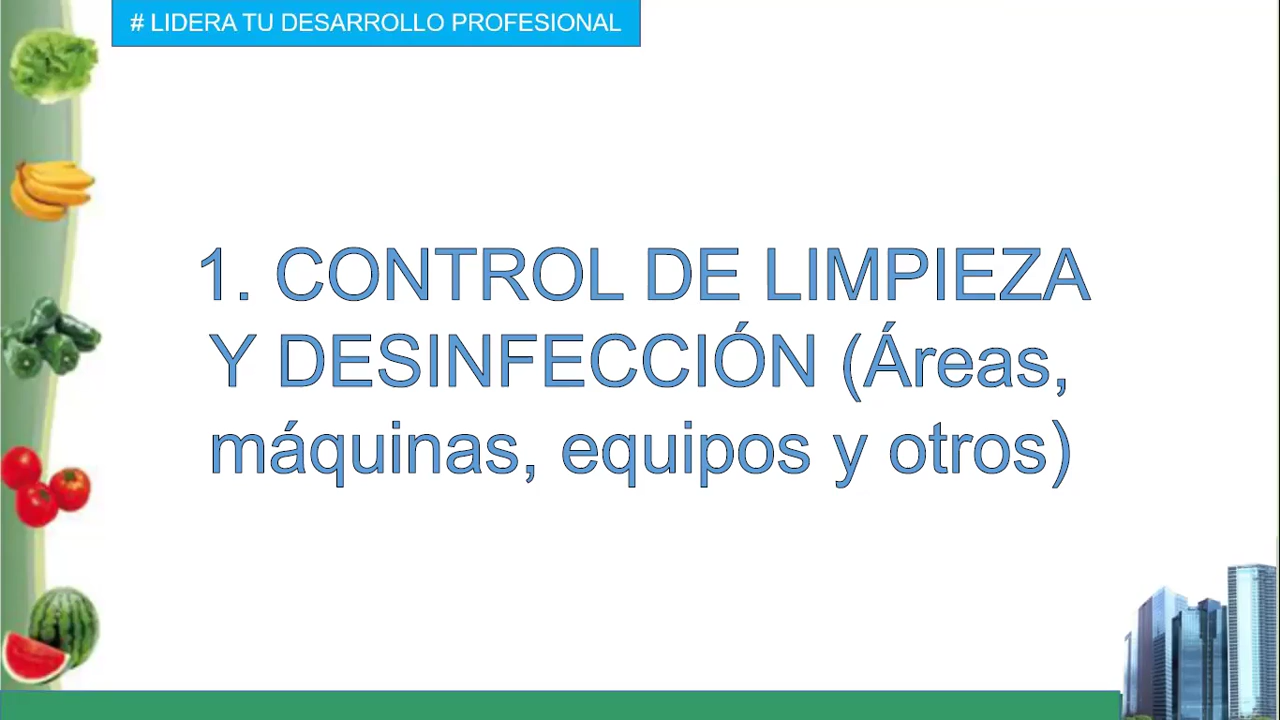 # LIDERA TU DESARROLLO PROFESIONAL
1. CONTROL DE LIMPIEZA
Y DESINFECCIÓN (Áreas,
máquinas, equipos y otros)